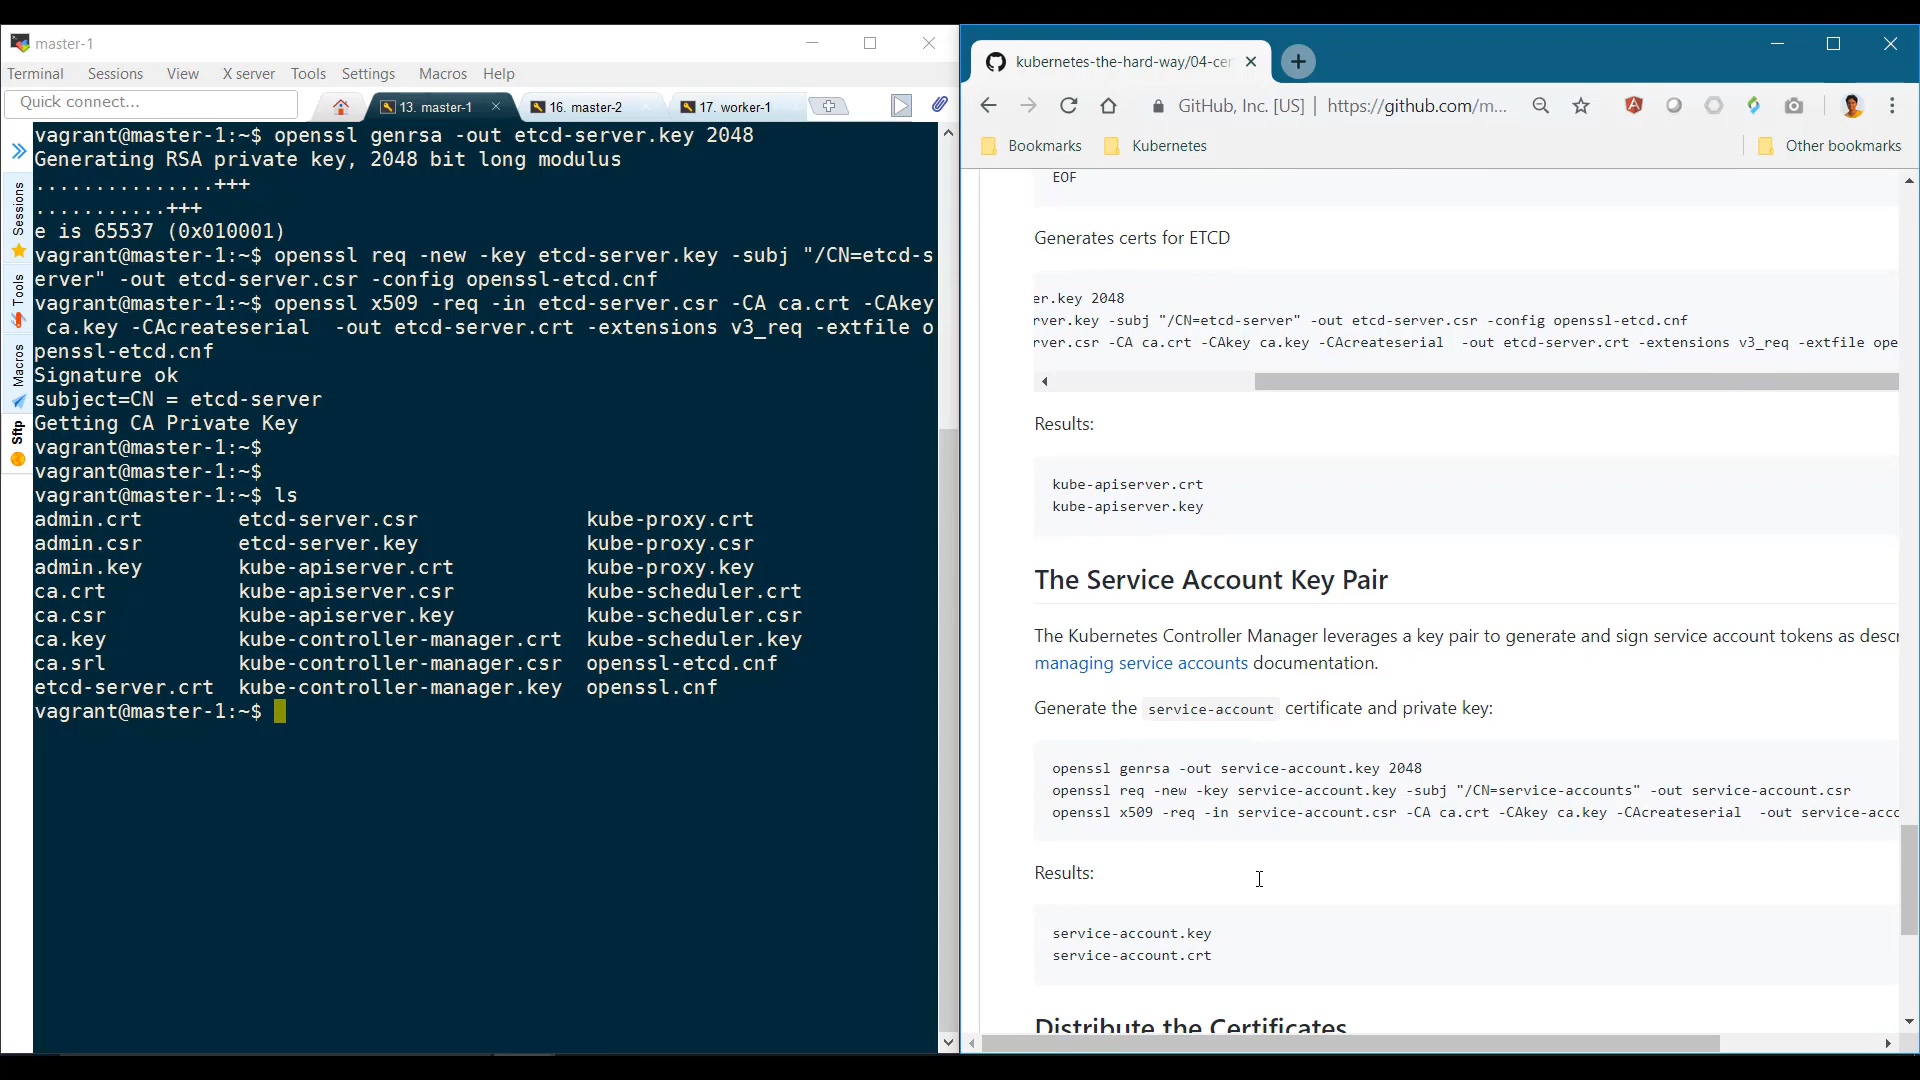 master-1
Terminal Sessions View X server Tools Settings Macros Help
Quick connect...
13. master-1
16. master-2
17. worker-1
Sessions
Tools
Macros
Sftp
vagrant@master-1:~$ openssl genrsa -out etcd-server.key 2048
Generating RSA private key, 2048 bit long modulus
...............+++
...........+++
e is 65537 (0x010001)
vagrant@master-1:~$ openssl req -new -key etcd-server.key -subj "/CN=etcd-s
erver" -out etcd-server.csr -config openssl-etcd.cnf
vagrant@master-1:~$ openssl x509 -req -in etcd-server.csr -CA ca.crt -CAkey
 ca.key -CAcreateserial  -out etcd-server.crt -extensions v3_req -extfile o
penssl-etcd.cnf
Signature ok
subject=CN = etcd-server
Getting CA Private Key
vagrant@master-1:~$
vagrant@master-1:~$
vagrant@master-1:~$ ls
admin.crt        etcd-server.csr              kube-proxy.crt
admin.csr        etcd-server.key              kube-proxy.csr
admin.key        kube-apiserver.crt           kube-proxy.key
ca.crt           kube-apiserver.csr           kube-scheduler.crt
ca.csr           kube-apiserver.key           kube-scheduler.csr
ca.key           kube-controller-manager.crt  kube-scheduler.key
ca.srl           kube-controller-manager.csr  openssl-etcd.cnf
etcd-server.crt  kube-controller-manager.key  openssl.cnf
vagrant@master-1:~$
kubernetes-the-hard-way/04-cer
GitHub, Inc. [US] | https://github.com/m...
Bookmarks Kubernetes Other bookmarks
EOF
Generates certs for ETCD
er.key 2048
rver.key -subj "/CN=etcd-server" -out etcd-server.csr -config openssl-etcd.cnf
rver.csr -CA ca.crt -CAkey ca.key -CAcreateserial  -out etcd-server.crt -extensions v3_req -extfile ope
Results:
kube-apiserver.crt
kube-apiserver.key
The Service Account Key Pair
The Kubernetes Controller Manager leverages a key pair to generate and sign service account tokens as descr
managing service accounts documentation.
Generate the service-account certificate and private key:
openssl genrsa -out service-account.key 2048
openssl req -new -key service-account.key -subj "/CN=service-accounts" -out service-account.csr
openssl x509 -req -in service-account.csr -CA ca.crt -CAkey ca.key -CAcreateserial  -out service-acco
Results:
service-account.key
service-account.crt
Distribute the Certificates